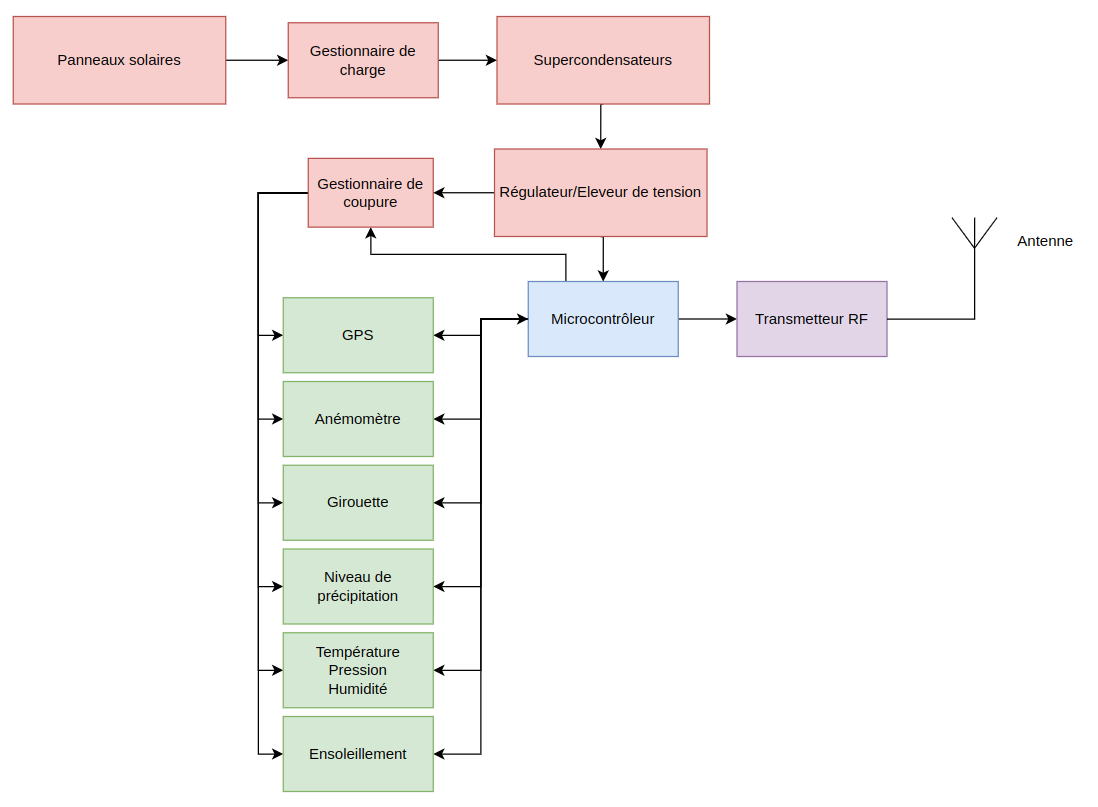 Panneaux solaires
Gestionnaire de
charge
Supercondensateurs
Gestionnaire de
coupure
Régulateur/Eleveur de tension
Antenne
GPS
Microcontrôleur
Transmetteur RF
Anémomètre
Girouette
Niveau de
précipitation
Température
Pression
Humidité
Ensoleillement